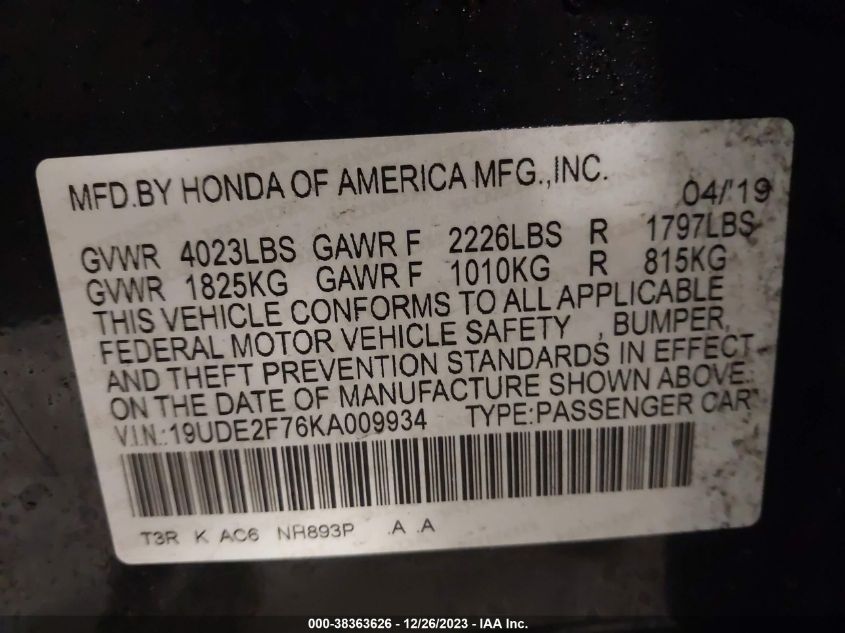 MFD.BY HONDA OF AMERICA MFG.,INC. 04/'19
GVWR 4023LBS GAWR F 2226LBS R 1797LBS
GVWR 1825KG GAWR F 1010KG R 815KG
THIS VEHICLE CONFORMS TO ALL APPLICABLE
FEDERAL MOTOR VEHICLE SAFETY , BUMPER,
AND THEFT PREVENTION STANDARDS IN EFFECT
ON THE DATE OF MANUFACTURE SHOWN ABOVE.
V.I.N.:19UDE2F76KA009934 TYPE:PASSENGER CAR
T3R K AC6 NH893P .A .A
000-38363626 - 12/26/2023 - IAA Inc.